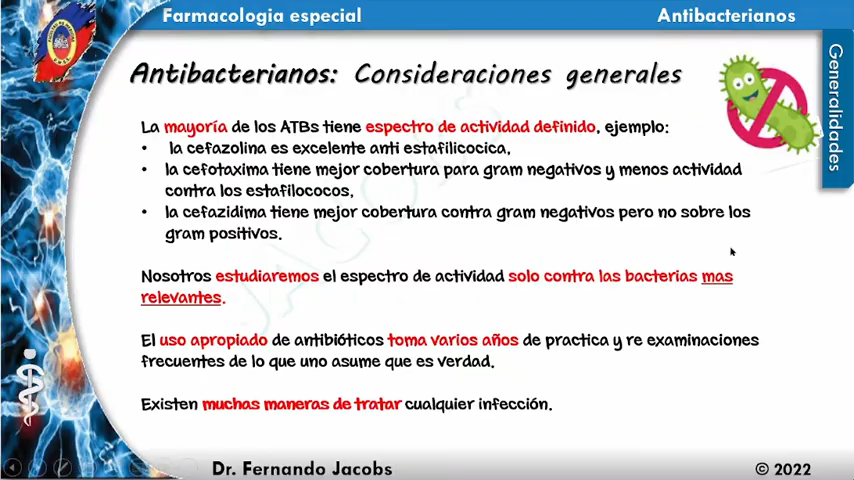 Farmacologia especial
Antibacterianos
Generalidades
Antibacterianos: Consideraciones generales
La mayoría de los ATBs tiene espectro de actividad definido, ejemplo:
• la cefazolina es excelente anti estafilicocica,
• la cefotaxima tiene mejor cobertura para gram negativos y menos actividad
contra los estafilococos,
• la cefazidima tiene mejor cobertura contra gram negativos pero no sobre los
gram positivos.
Nosotros estudiaremos el espectro de actividad solo contra las bacterias mas
relevantes.
El uso apropiado de antibióticos toma varios años de practica y re examinaciones
frecuentes de lo que uno asume que es verdad.
Existen muchas maneras de tratar cualquier infección.
JACOBS
Dr. Fernando Jacobs
© 2022